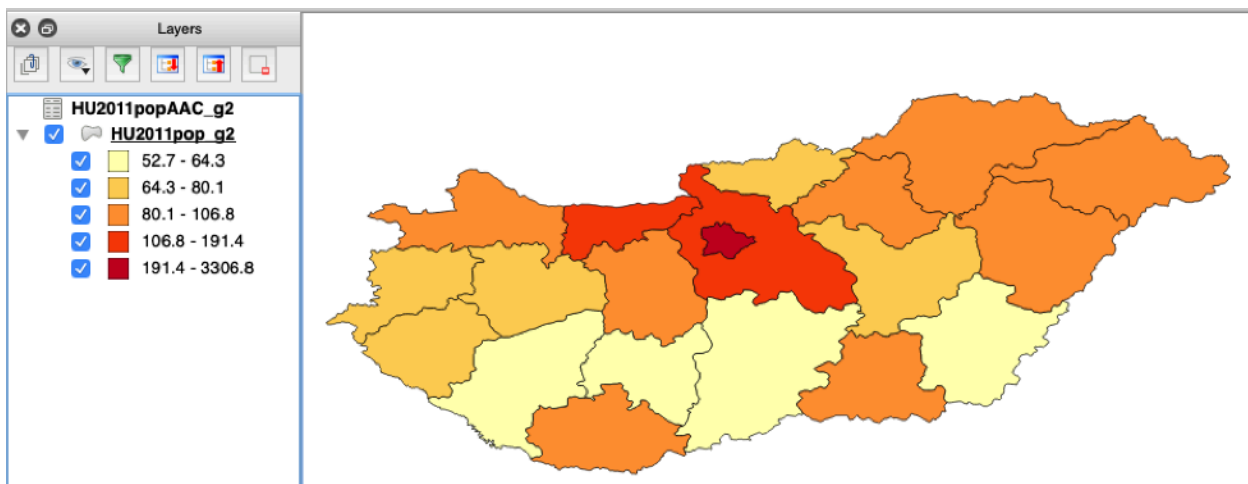 Layers
HU2011popAAC_g2
HU2011pop_g2
52.7 - 64.3
64.3 - 80.1
80.1 - 106.8
106.8 - 191.4
191.4 - 3306.8